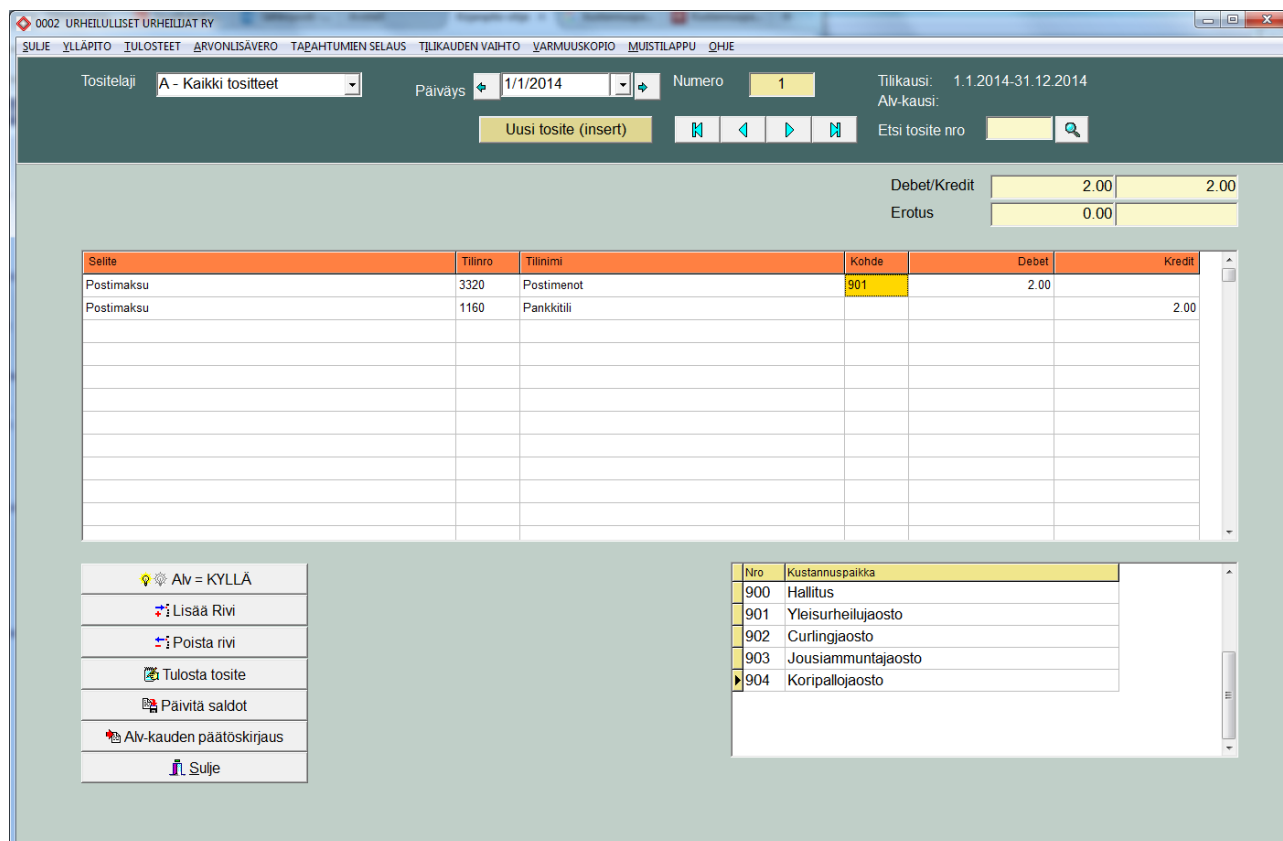 0002 URHEILULLISET URHEILIJAT RY
SULJE YLLÄPITO TULOSTEET ARVONLISÄVERO TAPAHTUMIEN SELAUS TILIKAUDEN VAIHTO VARMUUSKOPIO MUISTILAPPU OHJE
Tositelaji A - Kaikki tositteet Päiväys 1/1/2014 Numero 1 Tilikausi: 1.1.2014-31.12.2014
Alv-kausi:
Uusi tosite (insert) Etsi tosite nro
Debet/Kredit 2.00 2.00
Erotus 0.00
Selite Tilinro Tilinimi Kohde Debet Kredit
Postimaksu 3320 Postimenot 901 2.00
Postimaksu 1160 Pankkitili 2.00
Alv = KYLLÄ
Lisää Rivi
Poista rivi
Tulosta tosite
Päivitä saldot
Alv-kauden päätöskirjaus
Sulje
Nro Kustannuspaikka
900 Hallitus
901 Yleisurheilujaosto
902 Curlingjaosto
903 Jousiammuntajaosto
904 Koripallojaosto